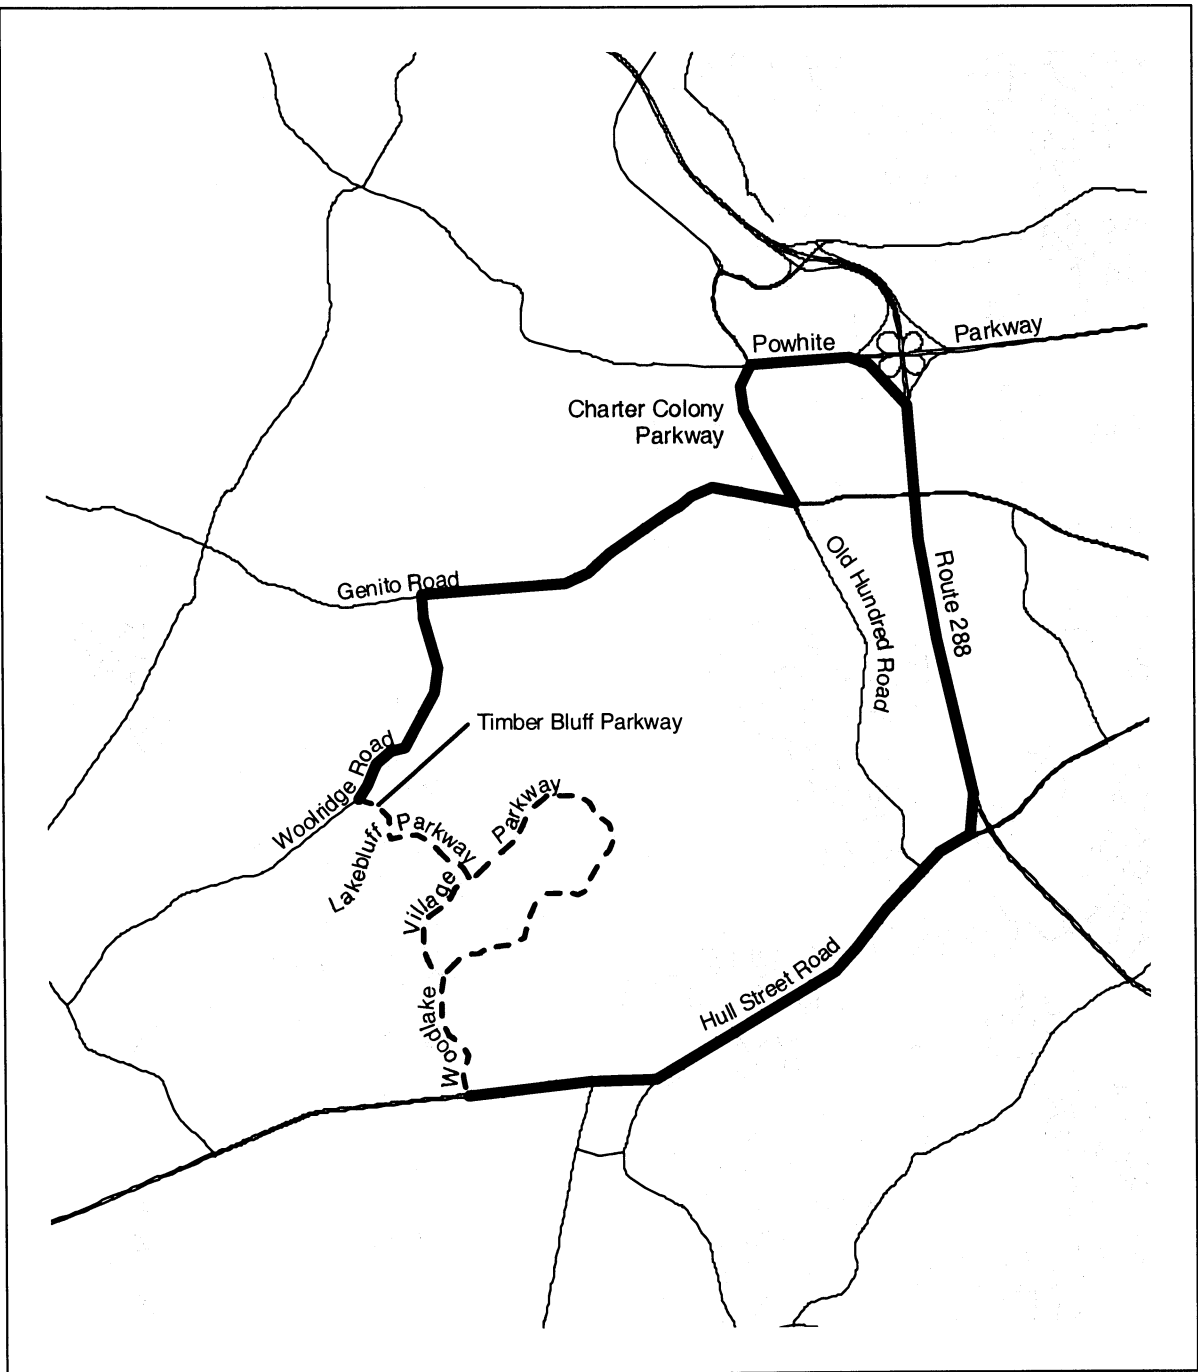 Powhite
Parkway
Charter Colony
Parkway
Genito Road
Old Hundred Road
Route 288
Timber Bluff Parkway
Woolridge Road
Lakebluff
Parkway
Woodlake
Village
Parkway
Hull Street Road